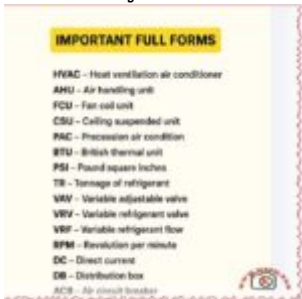 IMPORTANT FULL FORMS
HVAC - Heat ventilation air conditioner
AHU - Air handling unit
FCU - Fan coil unit
CSU - Ceiling suspended unit
PAC - Precession air condition
BTU - British thermal unit
PSI - Pound square inches
TR - Tonnage of refrigerant
VAV - Variable adjustable valve
VRV - Variable refrigerant valve
VRF - Variable refrigerant flow
RPM - Revolution per minute
DC - Direct current
DB - Distribution box
ACB - Air circuit breaker